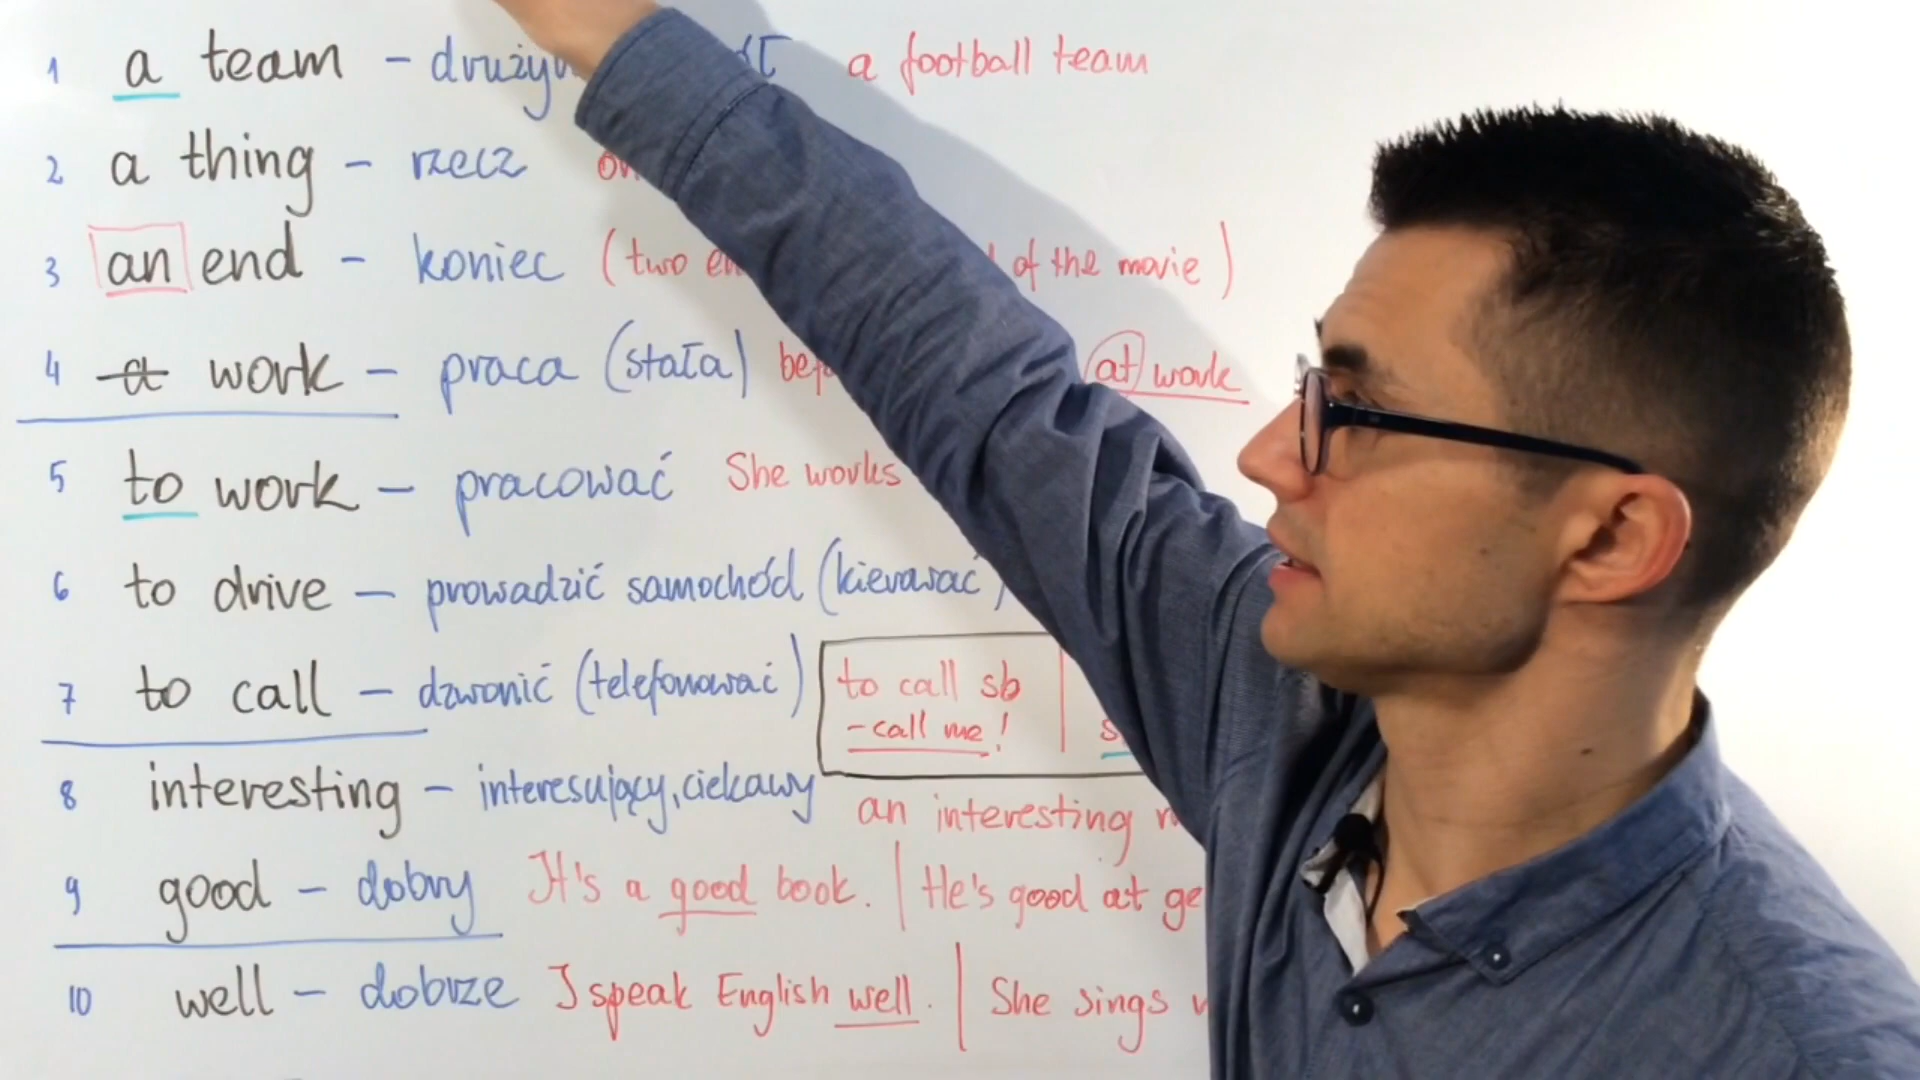 1 a team - drużyn a football team
2 a thing - rzecz
3 an end - koniec (two of the movie)
4 a work - praca (stała) at work
5 to work - pracować She works
6 to drive - prowadzić samochód (kierować)
7 to call - dzwonić (telefonować) to call sb
- call me!
8 interesting - interesujący, ciekawy
an interesting
9 good - dobry It's a good book. | He's good at ge
10 well - dobrze I speak English well. | She sings